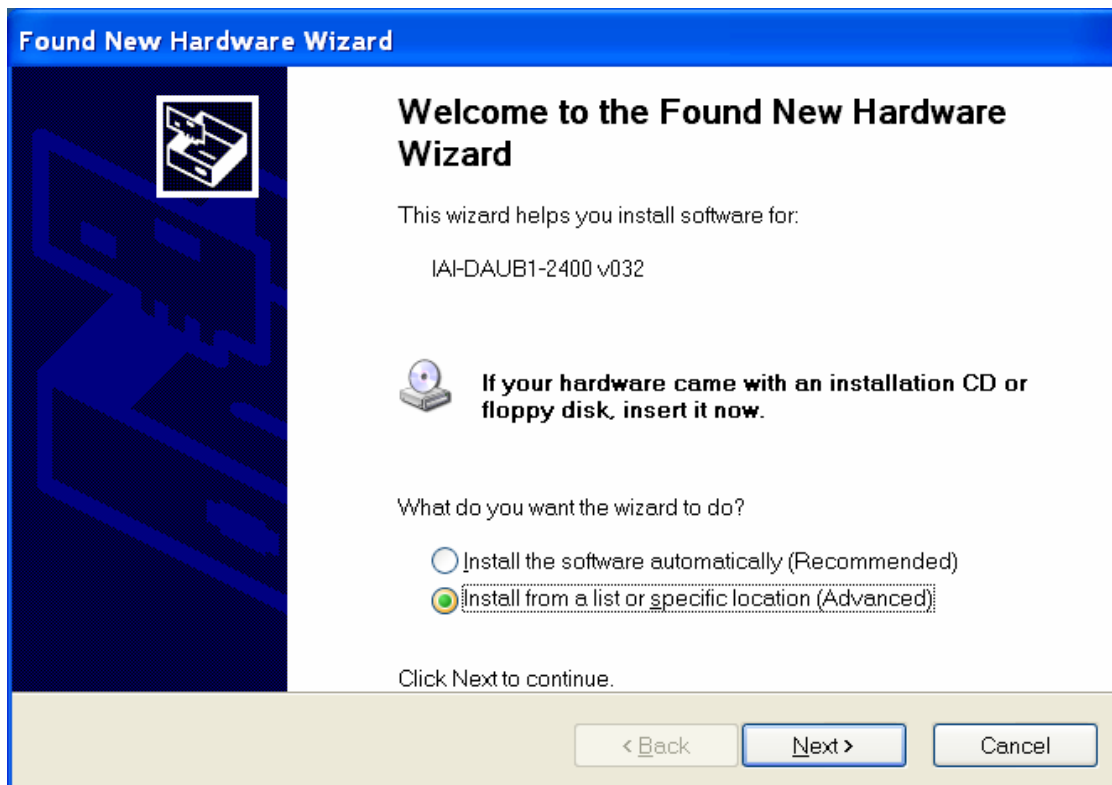 Found New Hardware Wizard
Welcome to the Found New Hardware
Wizard
This wizard helps you install software for:
IAI-DAUB1-2400 v032
If your hardware came with an installation CD or
floppy disk, insert it now.
What do you want the wizard to do?
Install the software automatically (Recommended)
Install from a list or specific location (Advanced)
Click Next to continue.
< Back Next > Cancel